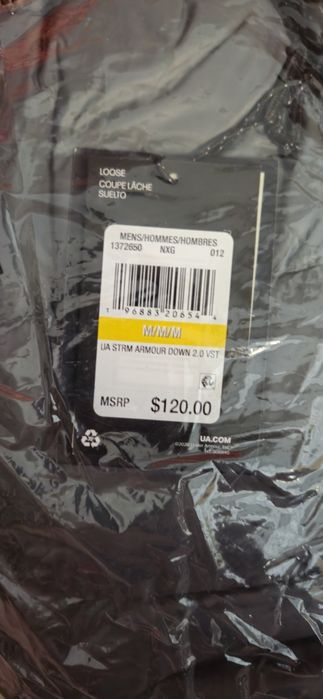 LOOSE
COUPE LÂCHE
SUELTO
MENS/HOMMES/HOMBRES
1372650 NXG 012
1 96883 20654 4
M/M/M
UA STRM ARMOUR DOWN 2.0 VST
MSRP $120.00
UA.COM